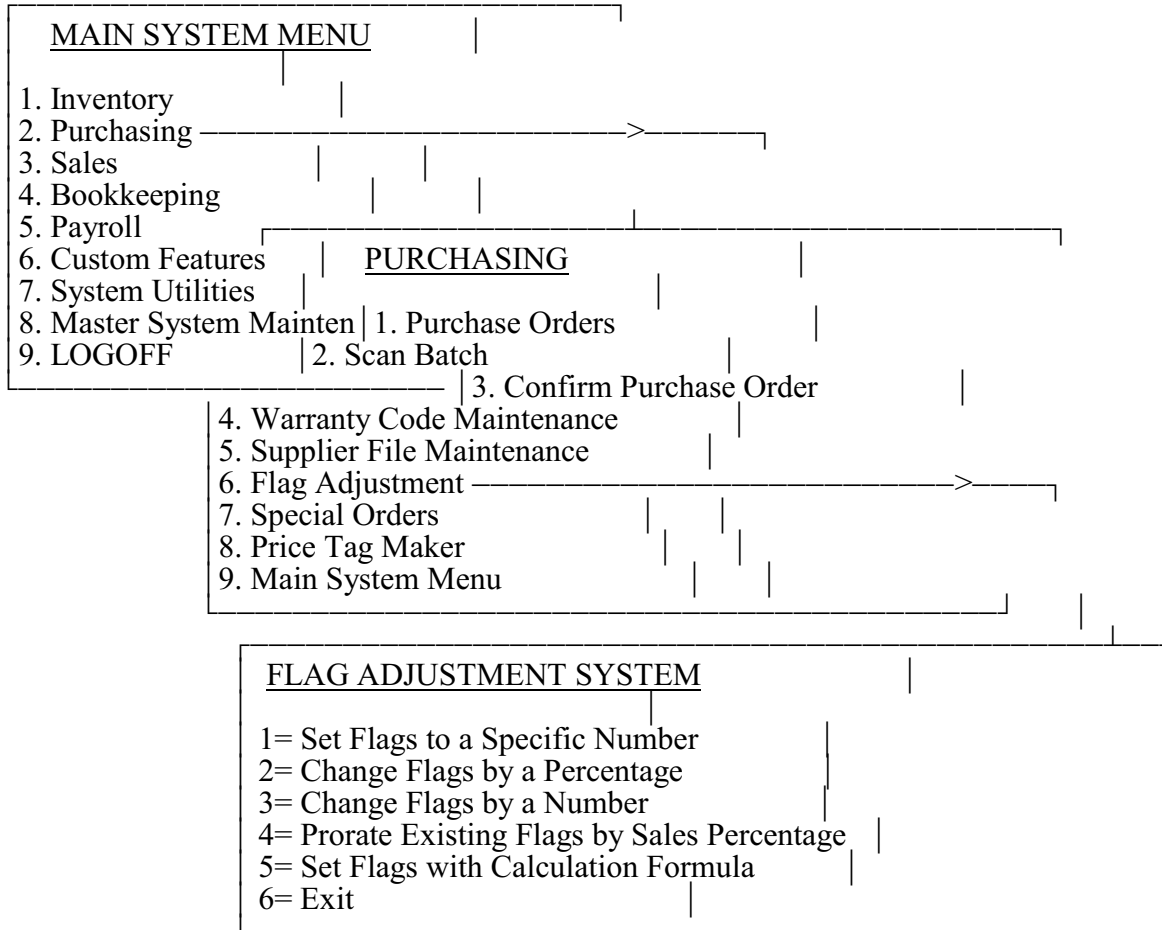 MAIN SYSTEM MENU
1. Inventory
2. Purchasing
3. Sales
4. Bookkeeping
5. Payroll
6. Custom Features
PURCHASING
7. System Utilities
8. Master System Mainten
1. Purchase Orders
9. LOGOFF
2. Scan Batch
3. Confirm Purchase Order
4. Warranty Code Maintenance
5. Supplier File Maintenance
6. Flag Adjustment
7. Special Orders
8. Price Tag Maker
9. Main System Menu
FLAG ADJUSTMENT SYSTEM
1= Set Flags to a Specific Number
2= Change Flags by a Percentage
3= Change Flags by a Number
4= Prorate Existing Flags by Sales Percentage
5= Set Flags with Calculation Formula
6= Exit